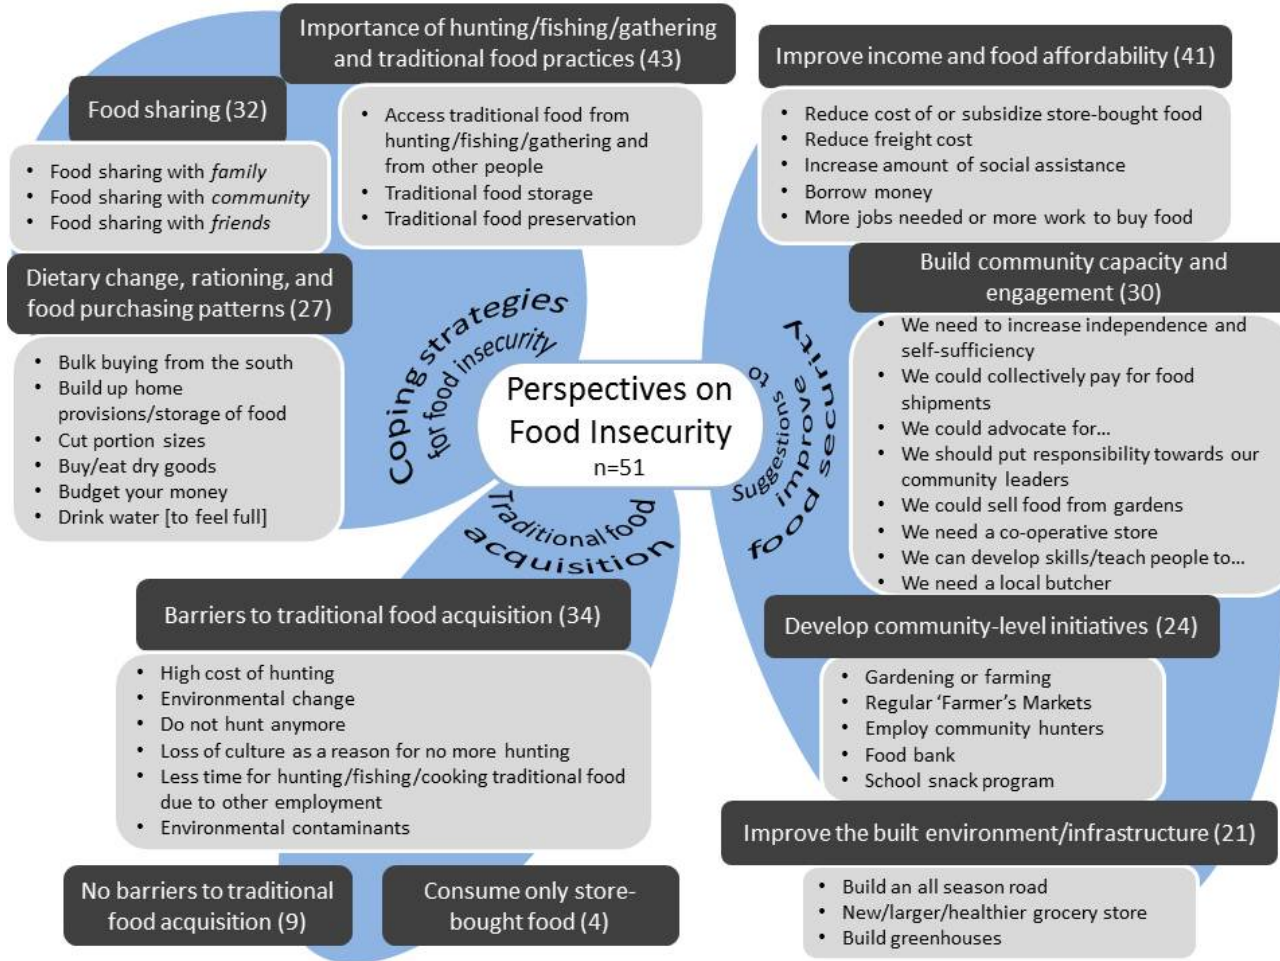 Importance of hunting/fishing/gathering
and traditional food practices (43)
• Access traditional food from
hunting/fishing/gathering and
from other people
• Traditional food storage
• Traditional food preservation
Food sharing (32)
• Food sharing with family
• Food sharing with community
• Food sharing with friends
Dietary change, rationing, and
food purchasing patterns (27)
• Bulk buying from the south
• Build up home
provisions/storage of food
• Cut portion sizes
• Buy/eat dry goods
• Budget your money
• Drink water [to feel full]
Coping strategies
for food insecurity
Perspectives on
Food Insecurity
n=51
Suggestions to
improve
food security
Traditional food
acquisition
Improve income and food affordability (41)
• Reduce cost of or subsidize store-bought food
• Reduce freight cost
• Increase amount of social assistance
• Borrow money
• More jobs needed or more work to buy food
Build community capacity and
engagement (30)
• We need to increase independence and
self-sufficiency
• We could collectively pay for food
shipments
• We could advocate for…
• We should put responsibility towards our
community leaders
• We could sell food from gardens
• We need a co-operative store
• We can develop skills/teach people to…
• We need a local butcher
Develop community-level initiatives (24)
• Gardening or farming
• Regular ‘Farmer’s Markets
• Employ community hunters
• Food bank
• School snack program
Improve the built environment/infrastructure (21)
• Build an all season road
• New/larger/healthier grocery store
• Build greenhouses
Barriers to traditional food acquisition (34)
• High cost of hunting
• Environmental change
• Do not hunt anymore
• Loss of culture as a reason for no more hunting
• Less time for hunting/fishing/cooking traditional food
due to other employment
• Environmental contaminants
No barriers to traditional
food acquisition (9)
Consume only store-
bought food (4)